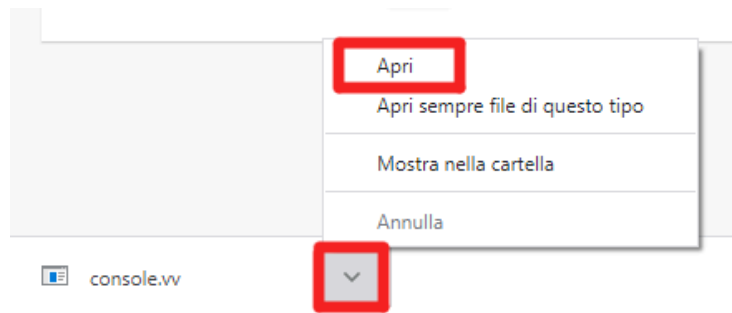 Apri
Apri sempre file di questo tipo
Mostra nella cartella
Annulla
console.vv